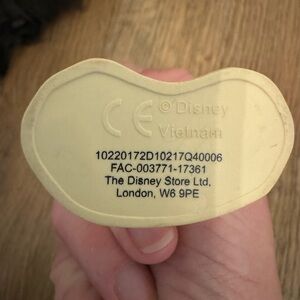 CE ©Disney
Vietnam
10220172D10217Q40006
FAC-003771-17361
The Disney Store Ltd,
London, W6 9PE